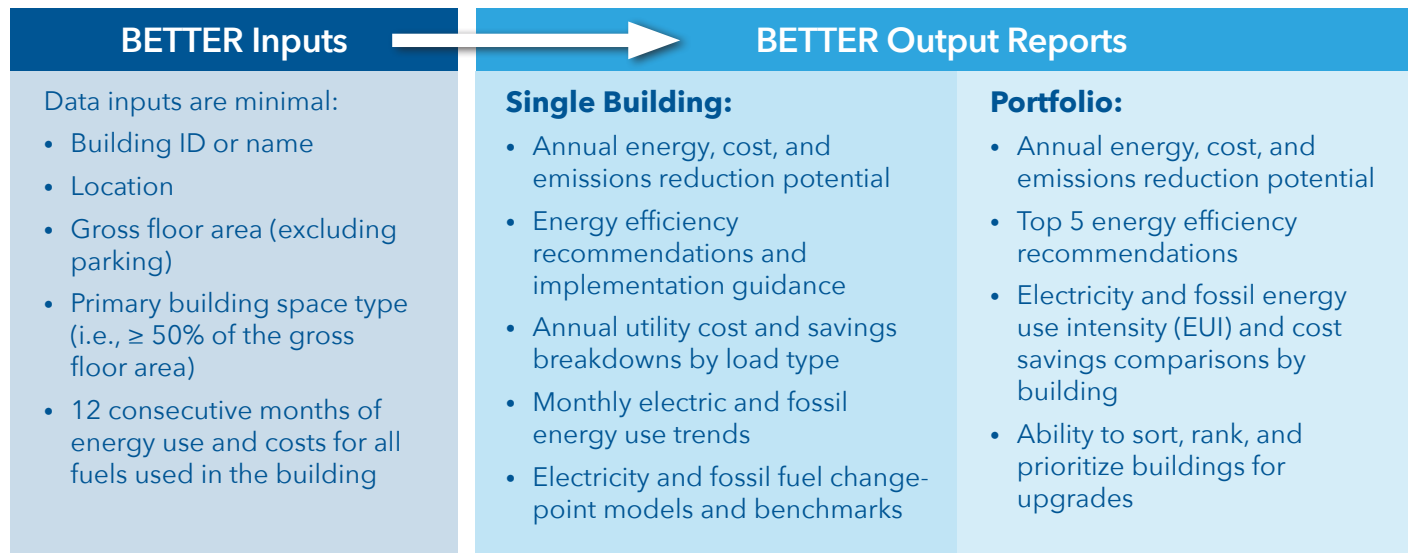 BETTER Inputs
BETTER Output Reports
Data inputs are minimal:
• Building ID or name
• Location
• Gross floor area (excluding
parking)
• Primary building space type
(i.e., ≥ 50% of the gross
floor area)
• 12 consecutive months of
energy use and costs for all
fuels used in the building
Single Building:
• Annual energy, cost, and
emissions reduction potential
• Energy efficiency
recommendations and
implementation guidance
• Annual utility cost and savings
breakdowns by load type
• Monthly electric and fossil
energy use trends
• Electricity and fossil fuel change-
point models and benchmarks
Portfolio:
• Annual energy, cost, and
emissions reduction potential
• Top 5 energy efficiency
recommendations
• Electricity and fossil energy
use intensity (EUI) and cost
savings comparisons by
building
• Ability to sort, rank, and
prioritize buildings for
upgrades